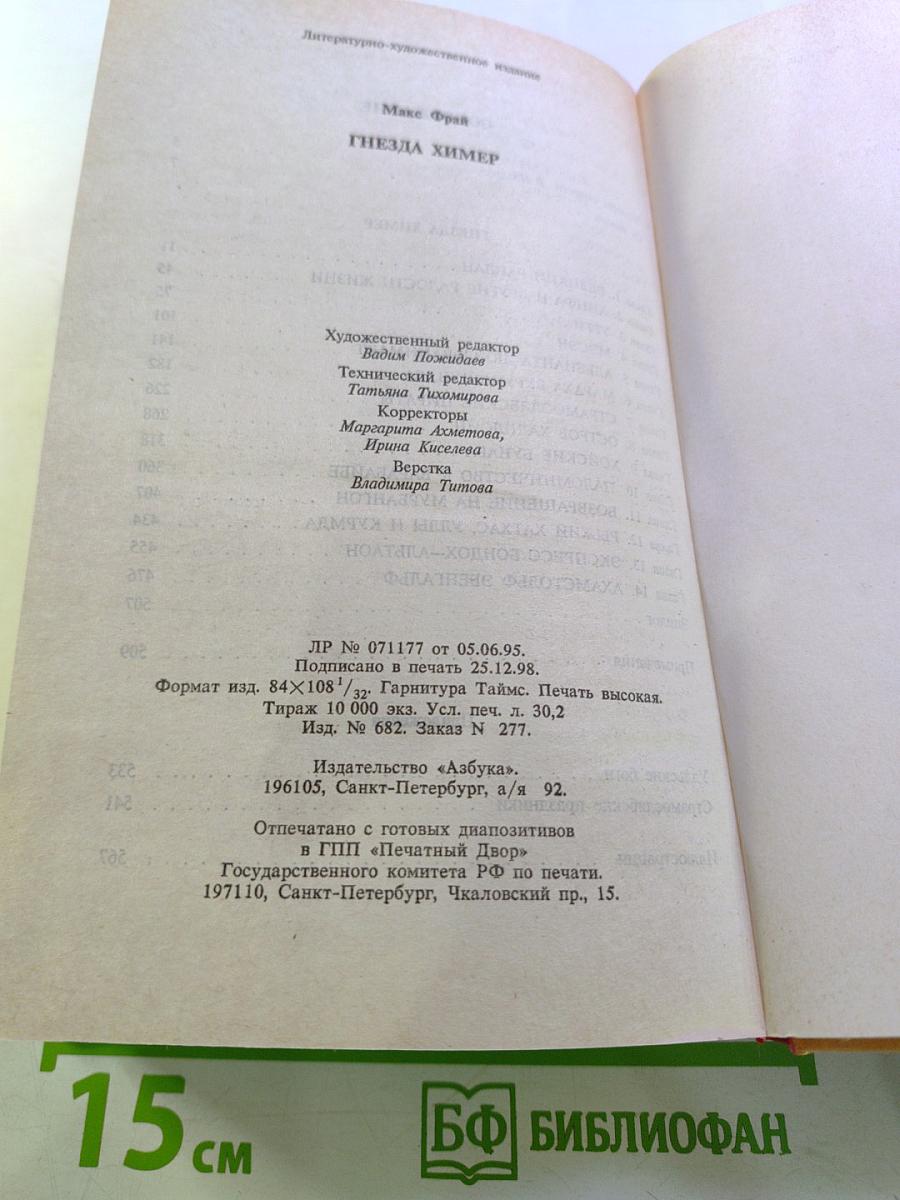 Литературно-художественное издание
Макс Фрай
ГНЕЗДА ХИМЕР
Художественный редактор
Вадим Пожидаев
Технический редактор
Татьяна Тихомирова
Корректоры
Маргарита Ахметова,
Ирина Киселева
Верстка
Владимира Титова
ЛР № 071177 от 05.06.95.
Подписано в печать 25.12.98.
Формат изд. 84×108 1/32. Гарнитура Таймс. Печать высокая.
Тираж 10 000 экз. Усл. печ. л. 30,2
Изд. № 682. Заказ N 277.
Издательство «Азбука».
196105, Санкт-Петербург, а/я 92.
Отпечатано с готовых диапозитивов
в ГПП «Печатный Двор»
Государственного комитета РФ по печати.
197110, Санкт-Петербург, Чкаловский пр., 15.
15 см
БФ БИБЛИОФАН